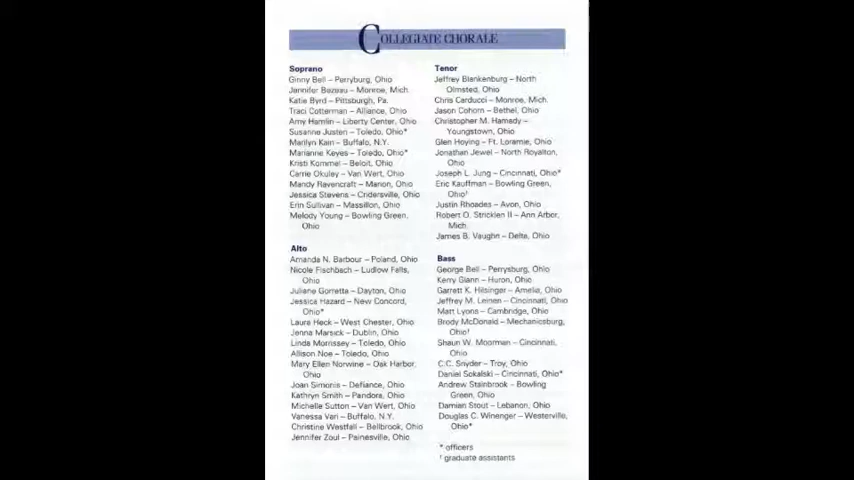 COLLEGIATE CHORALE
Soprano
Ginny Bell – Perryburg, Ohio
Jennifer Bezeau – Monroe, Mich.
Katie Byrd – Pittsburgh, Pa.
Traci Cotterman – Alliance, Ohio
Amy Hamlin – Liberty Center, Ohio
Susanne Justen – Toledo, Ohio*
Marilyn Kain – Buffalo, N.Y.
Marianne Keyes – Toledo, Ohio*
Kristi Kommel – Beloit, Ohio
Carrie Okuley – Van Wert, Ohio
Mandy Ravencraft – Marion, Ohio
Jessica Stevens – Cridersville, Ohio
Erin Sullivan – Massillon, Ohio
Melody Young – Bowling Green,
Ohio
Alto
Amanda N. Barbour – Poland, Ohio
Nicole Fischbach – Ludlow Falls,
Ohio
Juliane Gorretta – Dayton, Ohio
Jessica Hazard – New Concord,
Ohio*
Laura Heck – West Chester, Ohio
Jenna Marsick – Dublin, Ohio
Linda Morrissey – Toledo, Ohio
Allison Noe – Toledo, Ohio
Mary Ellen Norwine – Oak Harbor,
Ohio
Joan Simonis – Defiance, Ohio
Kathryn Smith – Pandora, Ohio
Michelle Sutton – Van Wert, Ohio
Vanessa Vari – Buffalo, N.Y.
Christine Westfall – Bellbrook, Ohio
Jennifer Zoul – Painesville, Ohio
Tenor
Jeffrey Blankenburg – North
Olmsted, Ohio
Chris Carducci – Monroe, Mich.
Jason Cohorn – Bethel, Ohio
Christopher M. Hamady –
Youngstown, Ohio
Glen Hoying – Ft. Loramie, Ohio
Jonathan Jewel – North Royalton,
Ohio
Joseph L. Jung – Cincinnati, Ohio*
Eric Kauffman – Bowling Green,
Ohio†
Justin Rhoades – Avon, Ohio
Robert O. Stricklen II – Ann Arbor,
Mich.
James B. Vaughn – Delta, Ohio
Bass
George Bell – Perrysburg, Ohio
Kerry Glann – Huron, Ohio
Garrett K. Hilsinger – Amelia, Ohio
Jeffrey M. Leinen – Cincinnati, Ohio
Matt Lyons – Cambridge, Ohio
Brody McDonald – Mechanicsburg,
Ohio†
Shaun W. Moorman – Cincinnati,
Ohio
C.C. Snyder – Troy, Ohio
Daniel Sokalski – Cincinnati, Ohio*
Andrew Stainbrook – Bowling
Green, Ohio
Damian Stout – Lebanon, Ohio
Douglas C. Winenger – Westerville,
Ohio*
* officers
† graduate assistants